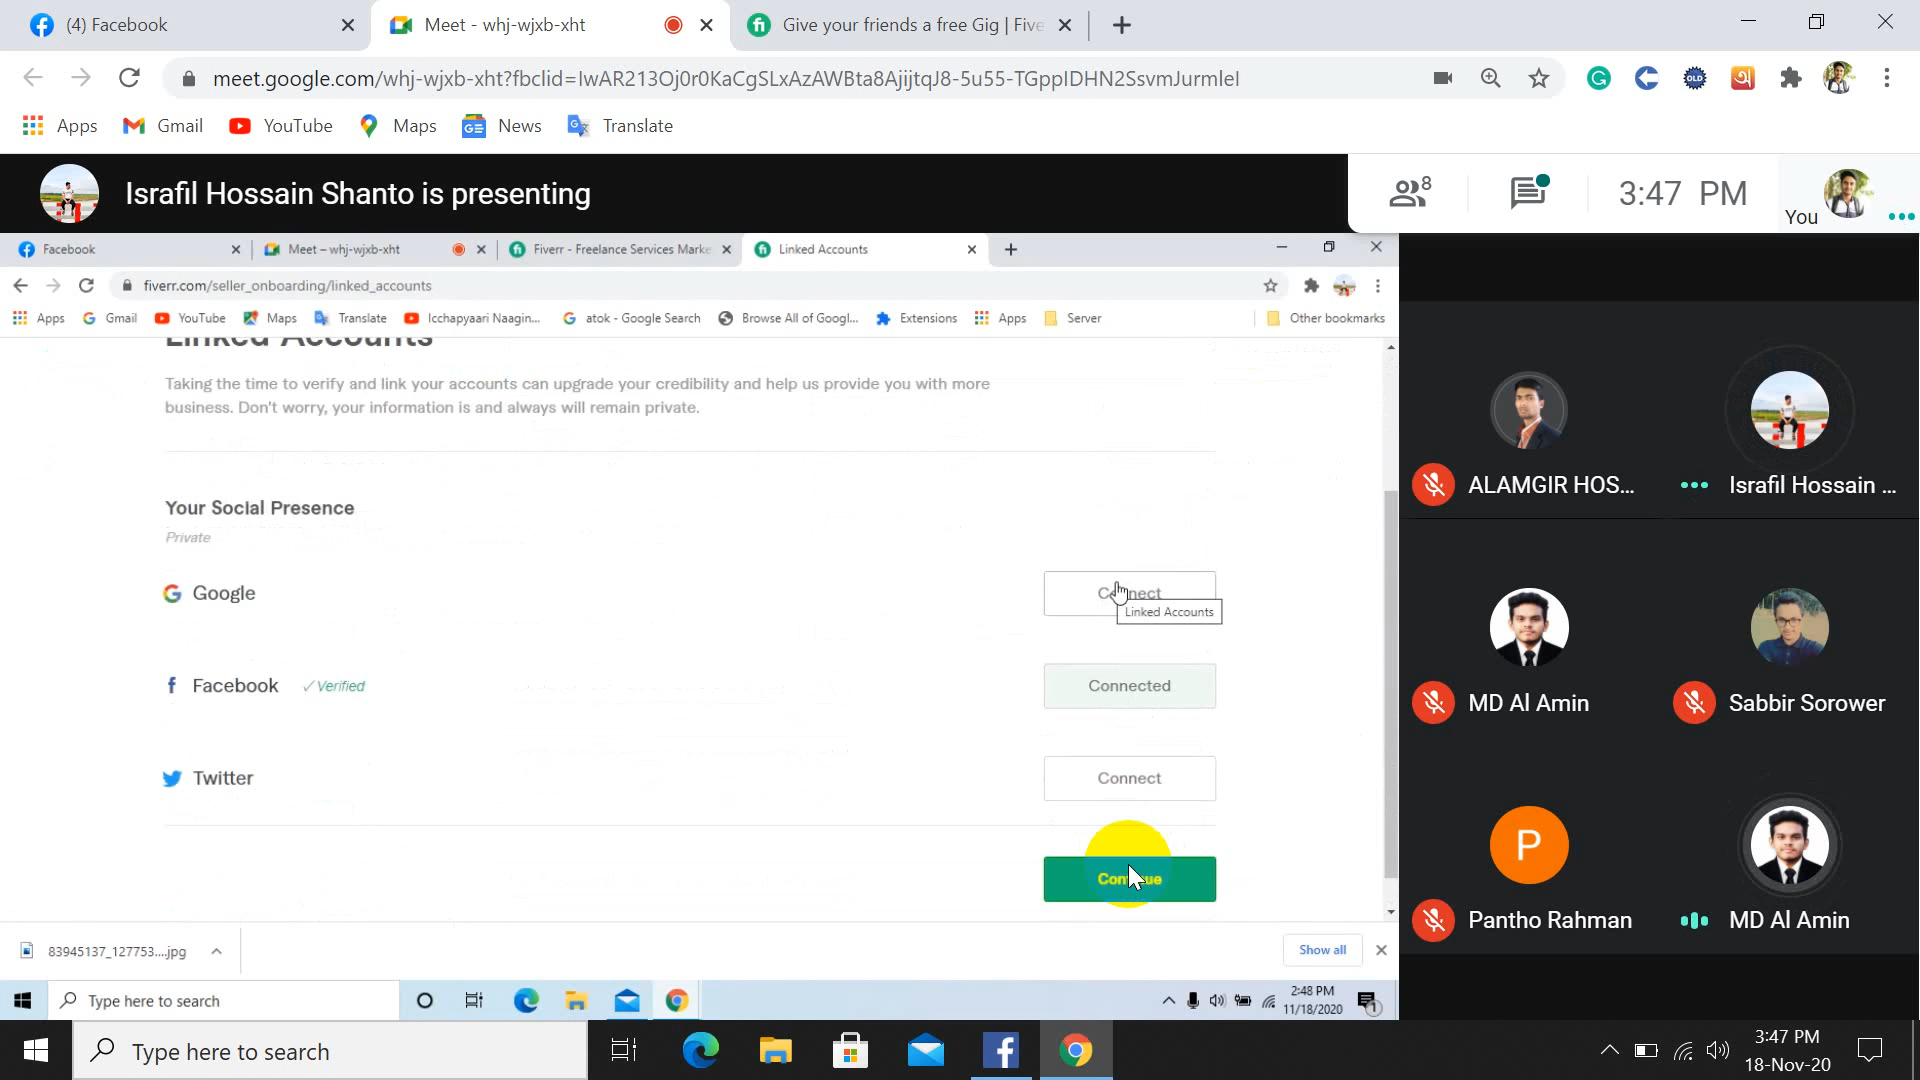 (4) Facebook
Meet - whj-wjxb-xht
Give your friends a free Gig | Five
meet.google.com/whj-wjxb-xht?fbclid=IwAR213Oj0r0KaCgSLxAzAWBta8AjijtqJ8-5u55-TGppIDHN2SsvmJurmleI
OLD
অ
Apps
Gmail
YouTube
Maps
News
Translate
Israfil Hossain Shanto is presenting
8
3:47 PM
You
Facebook
Meet – whj-wjxb-xht
Fiverr - Freelance Services Marke
Linked Accounts
fiverr.com/seller_onboarding/linked_accounts
Apps
Gmail
YouTube
Maps
Translate
Icchapyaari Naagin...
atok - Google Search
Browse All of Googl...
Extensions
Apps
Server
Other bookmarks
Linked Accounts
Taking the time to verify and link your accounts can upgrade your credibility and help us provide you with more
business. Don't worry, your information is and always will remain private.
Your Social Presence
Private
Google
Connect
Linked Accounts
Facebook
✓Verified
Connected
Twitter
Connect
Continue
ALAMGIR HOS...
Israfil Hossain ...
MD Al Amin
Sabbir Sorower
P
Pantho Rahman
MD Al Amin
83945137_127753....jpg
Show all
Type here to search
2:48 PM
11/18/2020
1
Type here to search
3:47 PM
18-Nov-20